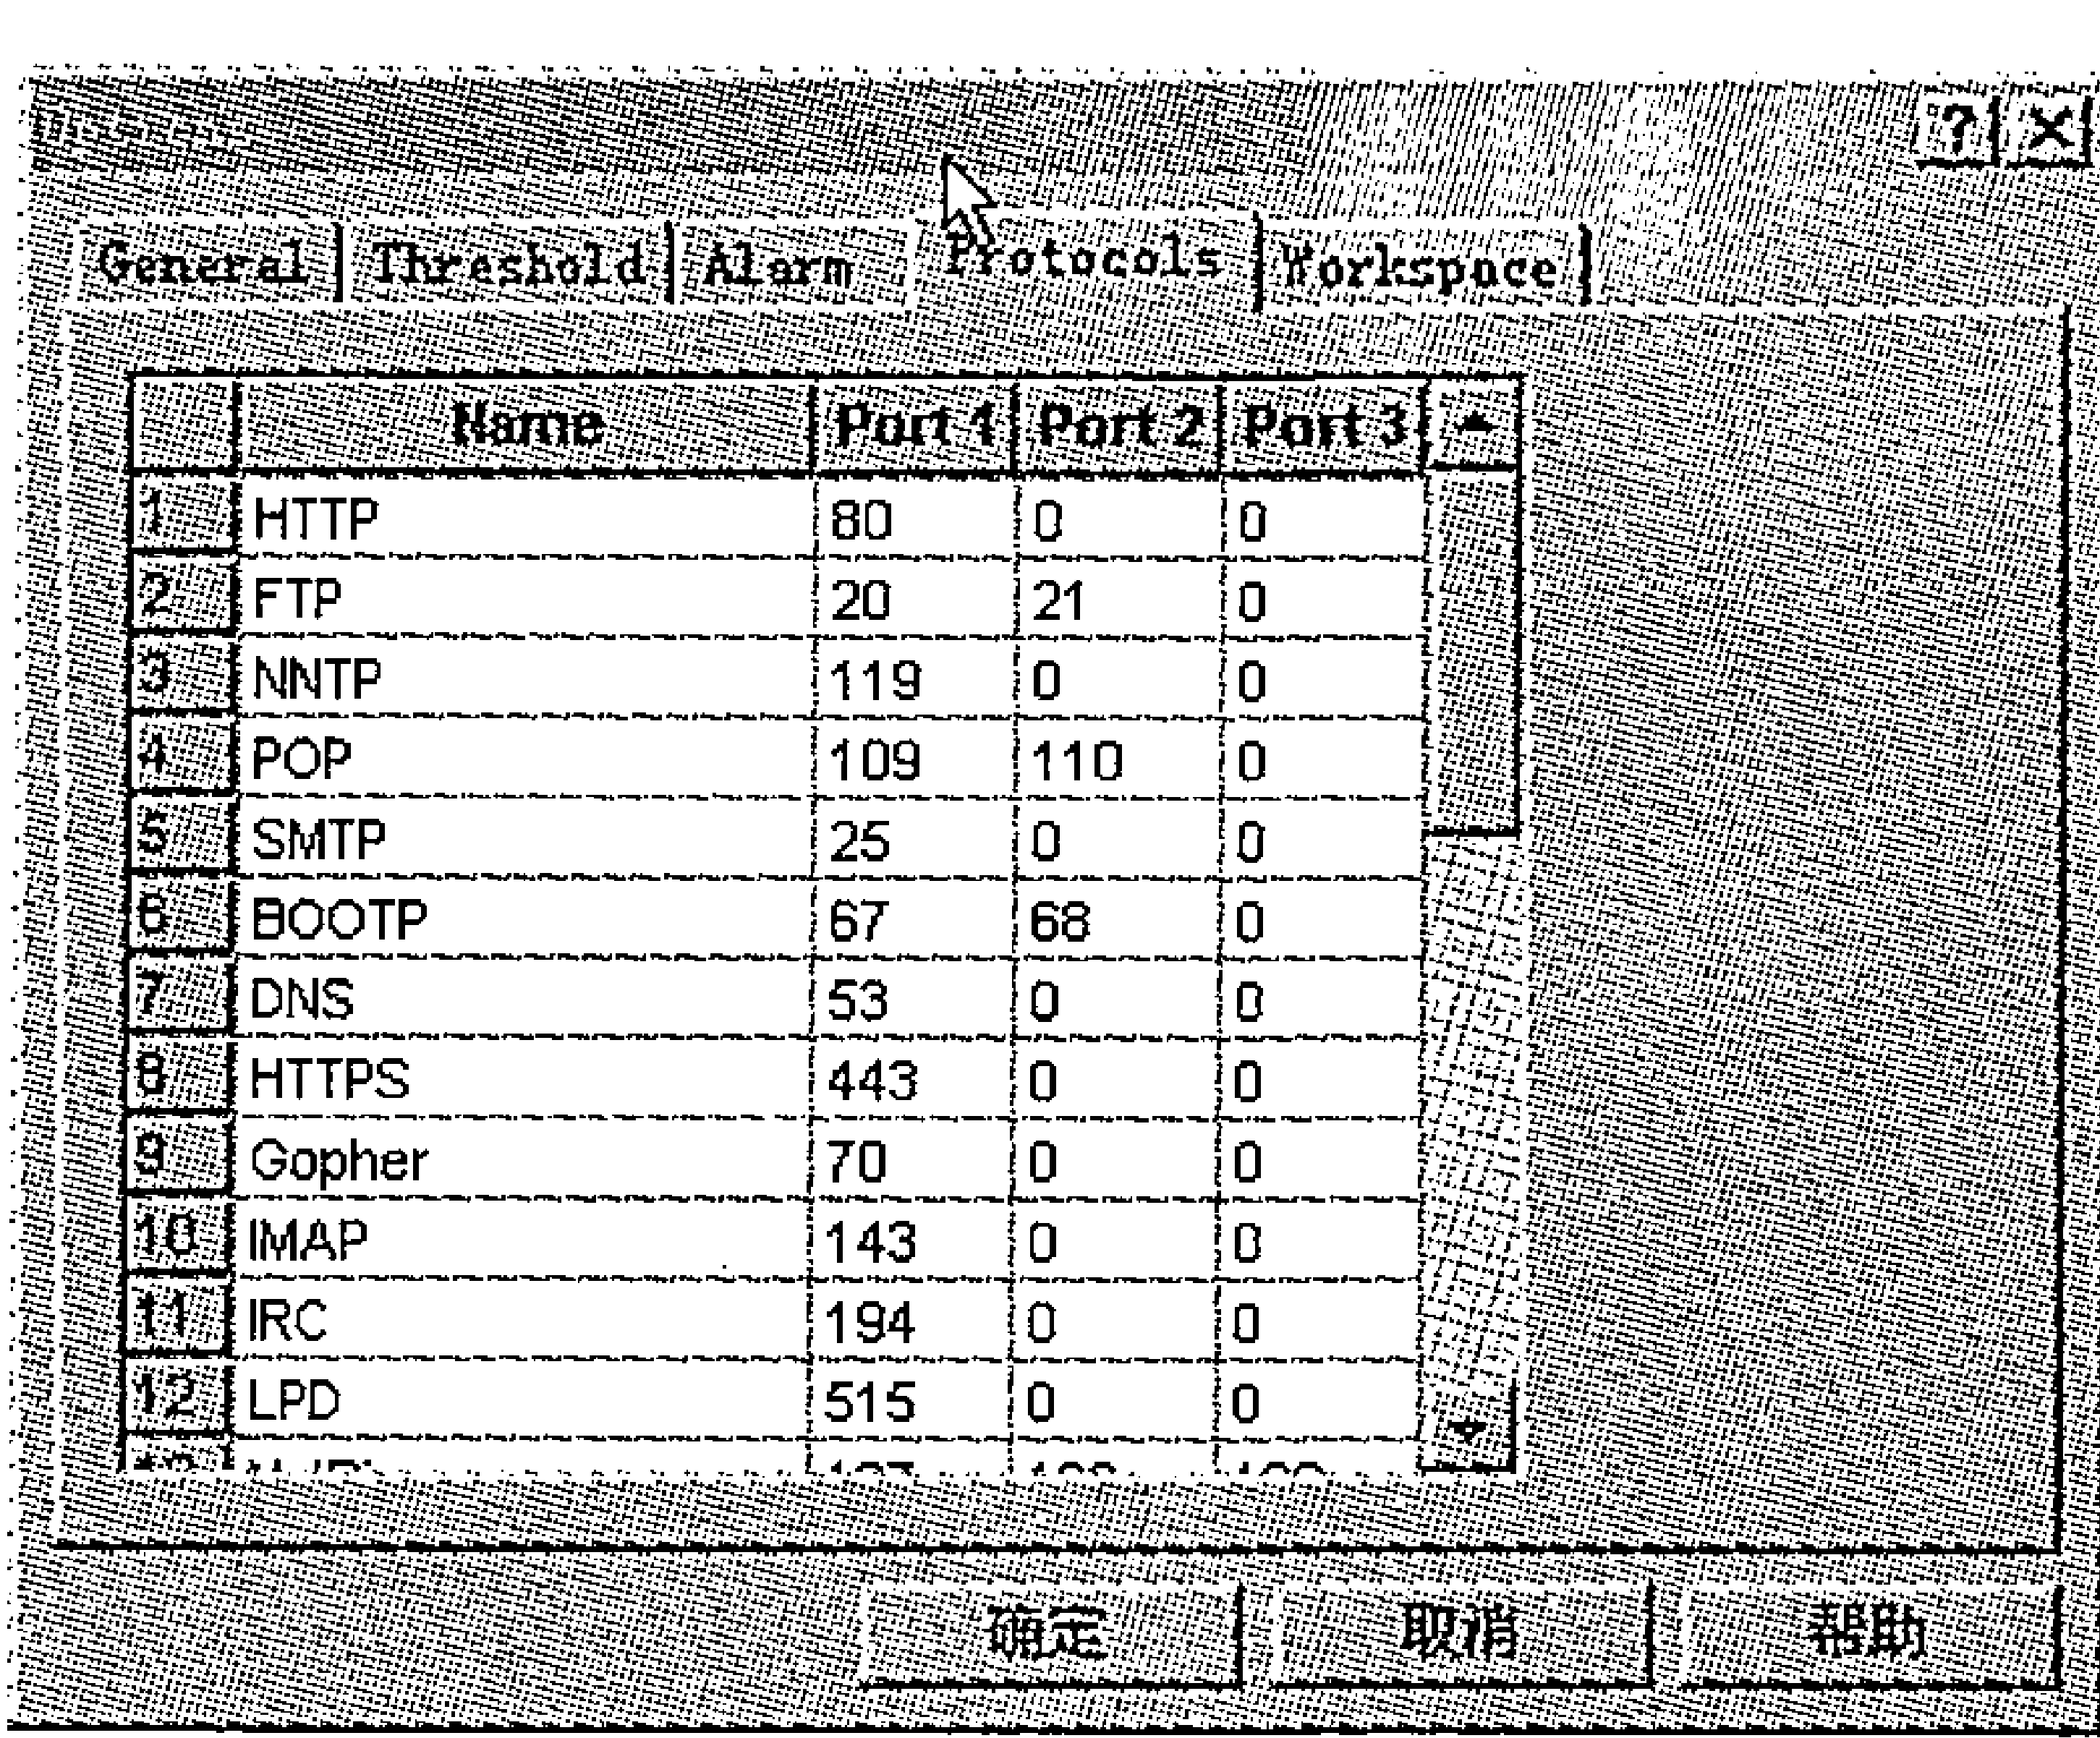 ? X
General Threshold Alarm Protocols Workspace
Name Port 1 Port 2 Port 3
1 HTTP 80 0 0
2 FTP 20 21 0
3 NNTP 119 0 0
4 POP 109 110 0
5 SMTP 25 0 0
6 BOOTP 67 68 0
7 DNS 53 0 0
8 HTTPS 443 0 0
9 Gopher 70 0 0
10 IMAP 143 0 0
11 IRC 194 0 0
12 LPD 515 0 0
确定 取消 帮助